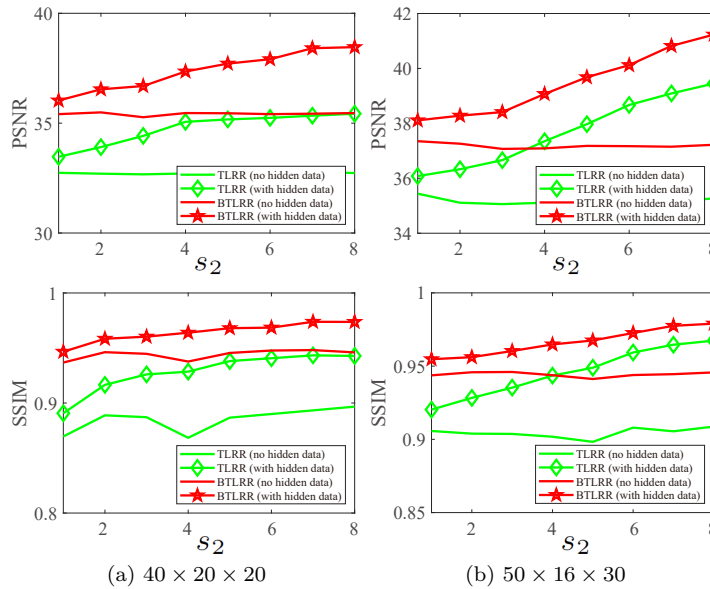 40
42
40
38
36
34
35
30
PSNR
PSNR
TLRR (no hidden data)
TLRR (with hidden data)
BTLRR (no hidden data)
BTLRR (with hidden data)
TLRR (no hidden data)
TLRR (with hidden data)
BTLRR (no hidden data)
BTLRR (with hidden data)
2 4 6 8
2 4 6 8
s₂
s₂
1
0.9
0.8
1
0.95
0.9
0.85
SSIM
SSIM
TLRR (no hidden data)
TLRR (with hidden data)
BTLRR (no hidden data)
BTLRR (with hidden data)
TLRR (no hidden data)
TLRR (with hidden data)
BTLRR (no hidden data)
BTLRR (with hidden data)
2 4 6 8
2 4 6 8
s₂
s₂
(a) 40 × 20 × 20
(b) 50 × 16 × 30